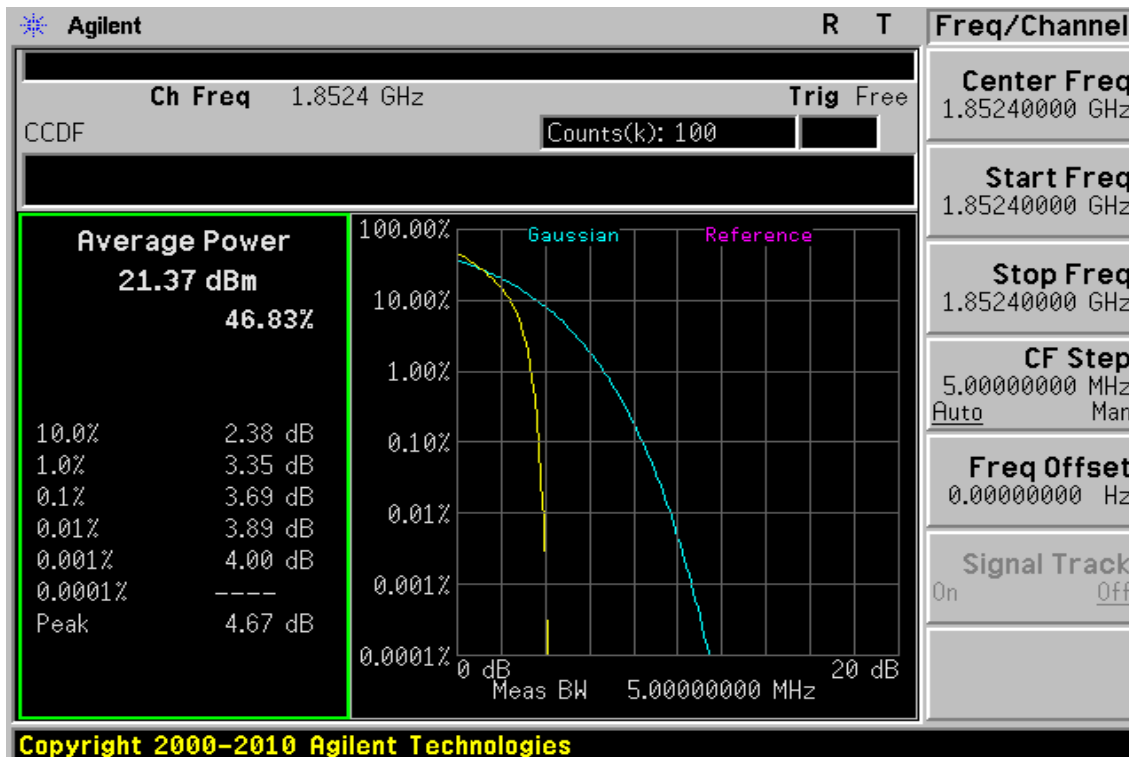 Agilent R T
Ch Freq 1.8524 GHz Trig Free
CCDF Counts(k): 100
Average Power
21.37 dBm
46.83%
10.0% 2.38 dB
1.0% 3.35 dB
0.1% 3.69 dB
0.01% 3.89 dB
0.001% 4.00 dB
0.0001% ----
Peak 4.67 dB
Gaussian Reference
100.00%
10.00%
1.00%
0.10%
0.01%
0.001%
0.0001%
0 dB 20 dB
Meas BW 5.00000000 MHz
Freq/Channel
Center Freq
1.85240000 GHz
Start Freq
1.85240000 GHz
Stop Freq
1.85240000 GHz
CF Step
5.00000000 MHz
Auto Man
Freq Offset
0.00000000 Hz
Signal Track
On Off
Copyright 2000-2010 Agilent Technologies